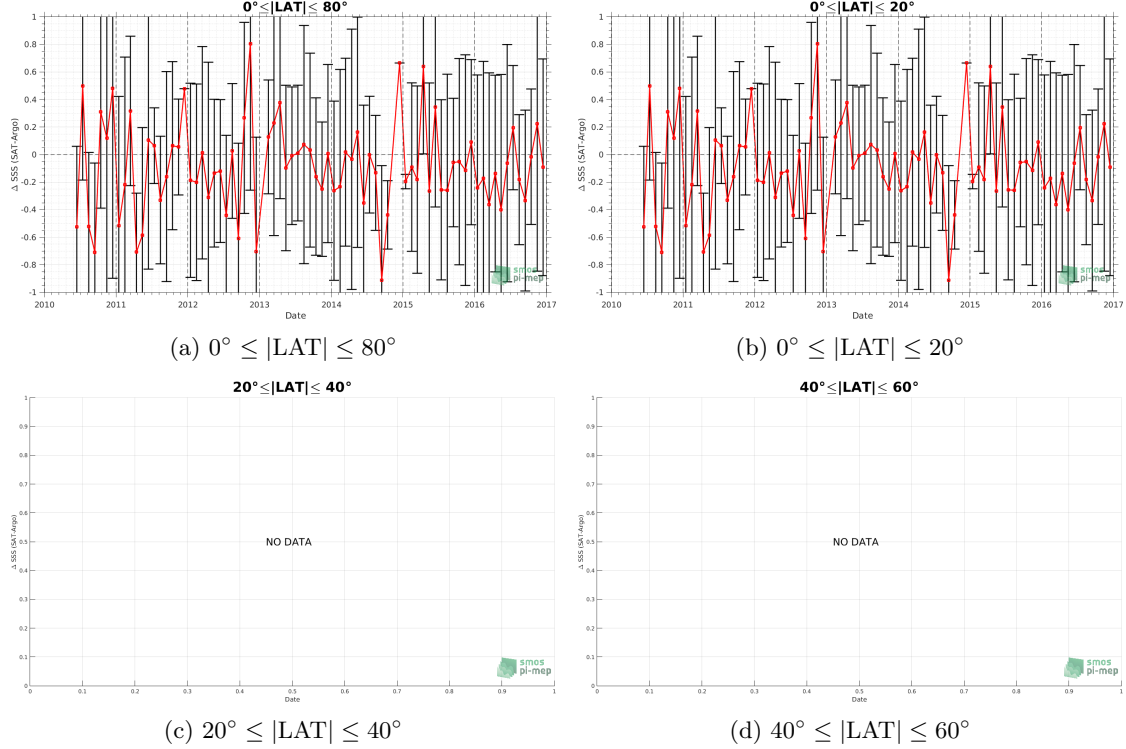 0°≤|LAT|≤ 80°
1
0.8
0.6
0.4
0.2
0
-0.2
-0.4
-0.6
-0.8
-1
Δ SSS (SAT-Argo)
2010 2011 2012 2013 2014 2015 2016 2017
Date
smos
pi-mep
(a) 0° ≤ |LAT| ≤ 80°
0°≤|LAT|≤ 20°
1
0.8
0.6
0.4
0.2
0
-0.2
-0.4
-0.6
-0.8
-1
Δ SSS (SAT-Argo)
2010 2011 2012 2013 2014 2015 2016 2017
Date
smos
pi-mep
(b) 0° ≤ |LAT| ≤ 20°
20°≤|LAT|≤ 40°
1
0.9
0.8
0.7
0.6
0.5
0.4
0.3
0.2
0.1
0
Δ SSS (SAT-Argo)
NO DATA
0 0.1 0.2 0.3 0.4 0.5 0.6 0.7 0.8 0.9 1
Date
smos
pi-mep
(c) 20° ≤ |LAT| ≤ 40°
40°≤|LAT|≤ 60°
1
0.9
0.8
0.7
0.6
0.5
0.4
0.3
0.2
0.1
0
Δ SSS (SAT-Argo)
NO DATA
0 0.1 0.2 0.3 0.4 0.5 0.6 0.7 0.8 0.9 1
Date
smos
pi-mep
(d) 40° ≤ |LAT| ≤ 60°